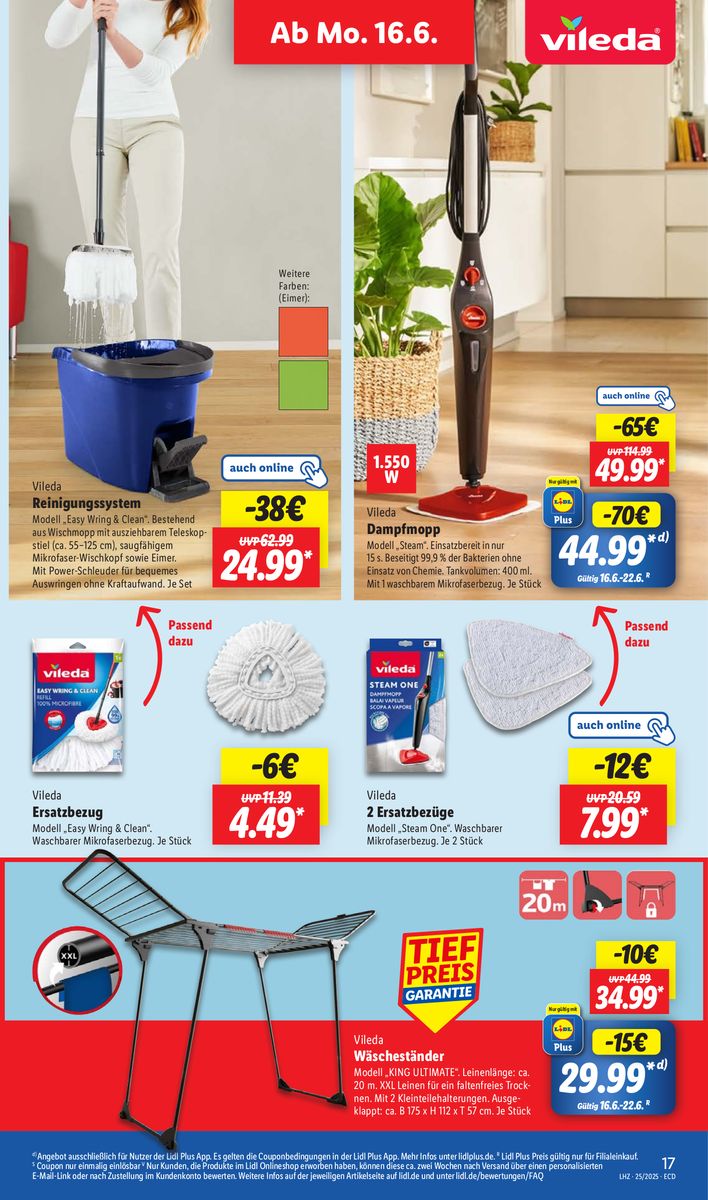 Ab Mo. 16.6.
Vileda®
Weitere
Farben:
(Eimer):
auch online
Vileda
Reinigungssystem
Modell „Easy Wring & Clean“. Bestehend
aus Wischmopp mit ausziehbarem Teleskop-
stiel (ca. 55–125 cm), saugfähigem
Mikrofaser-Wischkopf sowie Eimer.
Mit Power-Schleuder für bequemes
Auswringen ohne Kraftaufwand. Je Set
-38€
UVP 62.99
24.99*
1.550
W
Vileda
Dampfmopp
Modell „Steam“. Einsatzbereit in nur
15 s. Beseitigt 99,9 % der Bakterien ohne
Einsatz von Chemie. Tankvolumen: 400 ml.
Mit 1 waschbarem Mikrofaserbezug. Je Stück
auch online
-65€
UVP 114.99
49.99*
Nur gültig mit
LIDL
Plus
-70€
44.99*d)
Gültig 16.6.-22.6.R
Passend
dazu
vileda
EASY WRING & CLEAN
REFILL
100% MICROFIBRE
Vileda
Ersatzbezug
Modell „Easy Wring & Clean“.
Waschbarer Mikrofaserbezug. Je Stück
-6€
UVP 11.39
4.49*
Passend
dazu
vileda
STEAM ONE
DAMPFMOPP
BALAI VAPEUR
SCOPA A VAPORE
auch online
Vileda
2 Ersatzbezüge
Modell „Steam One“. Waschbarer
Mikrofaserbezug. Je 2 Stück
-12€
UVP 20.59
7.99*
20m
XXL
TIEF
PREIS
GARANTIE
Vileda
Wäscheständer
Modell „KING ULTIMATE“. Leinenlänge: ca.
20 m. XXL Leinen für ein faltenfreies Trock-
nen. Mit 2 Kleinteilehalterungen. Ausge-
klappt: ca. B 175 x H 112 x T 57 cm. Je Stück
-10€
UVP 44.99
34.99*
Nur gültig mit
LIDL
Plus
-15€
29.99*d)
Gültig 16.6.-22.6.R
d) Angebot ausschließlich für Nutzer der Lidl Plus App. Es gelten die Couponbedingungen in der Lidl Plus App. Mehr Infos unter lidlplus.de. R Lidl Plus Preis gültig nur für Filialeinkauf.
S Coupon nur einmalig einlösbar V Nur Kunden, die Produkte im Lidl Onlineshop erworben haben, können diese ca. zwei Wochen nach Versand über einen personalisierten
E-Mail-Link oder nach Zustellung im Kundenkonto bewerten. Weitere Infos auf der jeweiligen Artikelseite auf lidl.de und unter lidl.de/bewertungen/FAQ
17
LHZ · 25/2025 · ECD